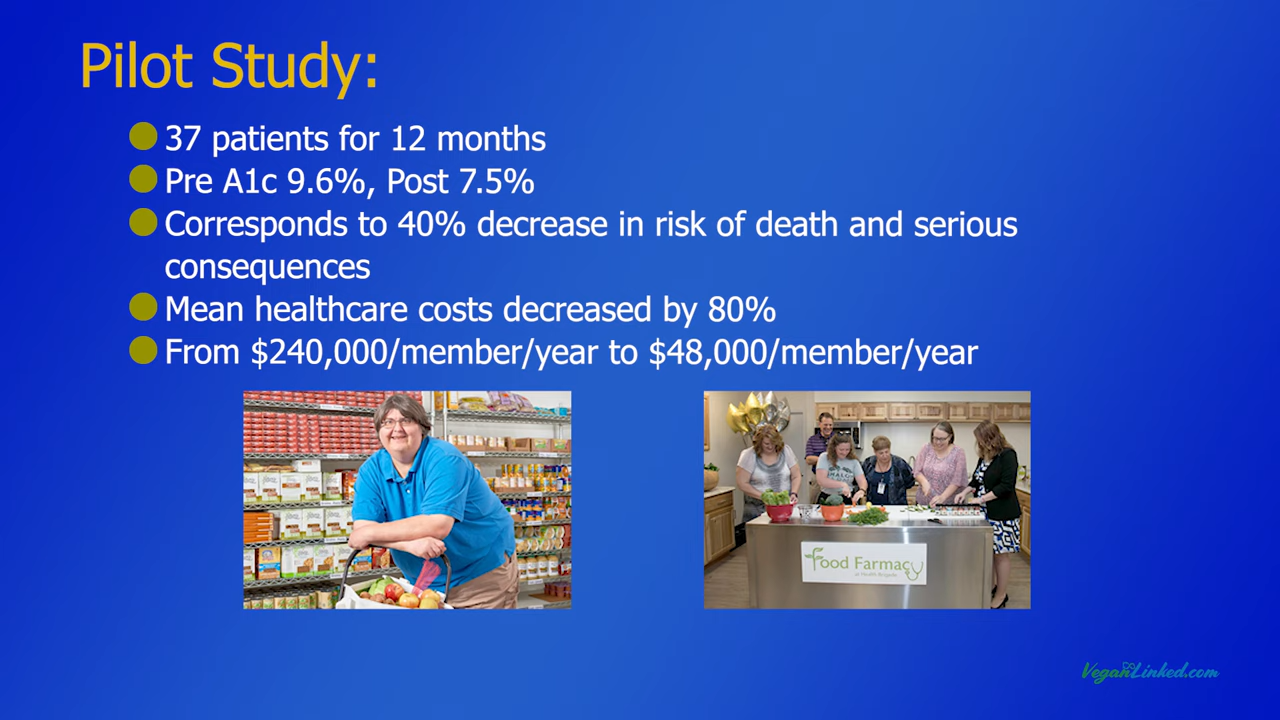 Pilot Study:
37 patients for 12 months
Pre A1c 9.6%, Post 7.5%
Corresponds to 40% decrease in risk of death and serious
consequences
Mean healthcare costs decreased by 80%
From $240,000/member/year to $48,000/member/year
food Farmacy
VeganLinked.com